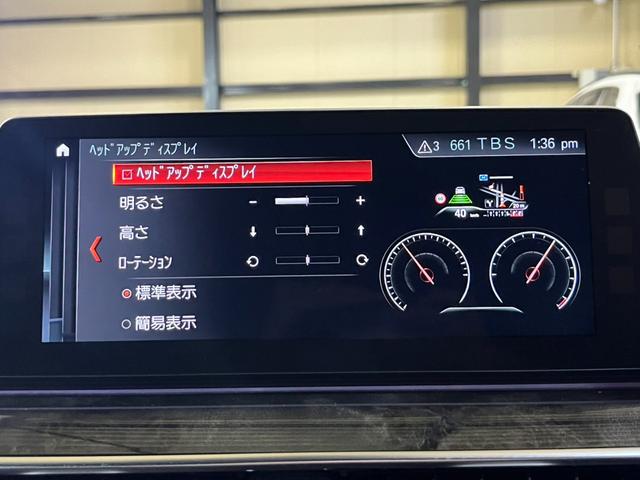 ﾍｯﾄﾞｱｯﾌﾟﾃﾞｨｽﾌﾟﾚｲ
3 661 TBS 1:36 pm
ﾍｯﾄﾞｱｯﾌﾟﾃﾞｨｽﾌﾟﾚｲ
明るさ - +
高さ
ﾛｰﾃｰｼｮﾝ
標準表示
簡易表示
40
20 m